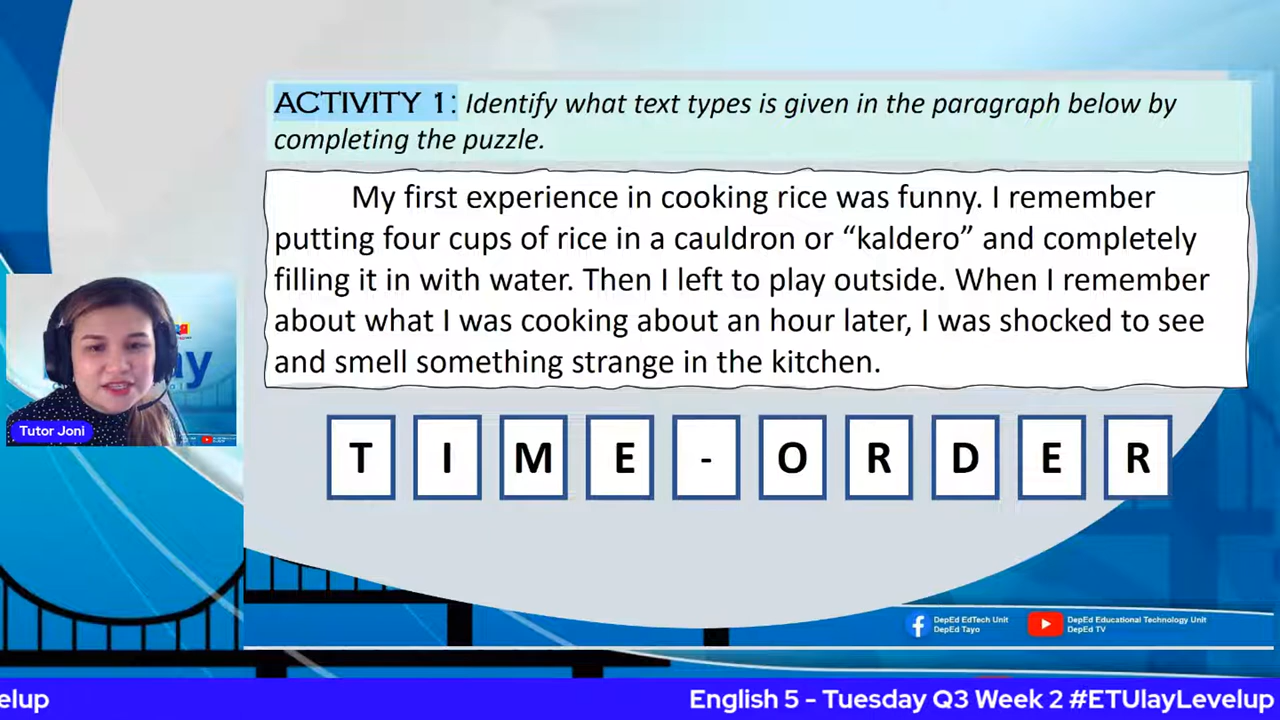 ACTIVITY 1: Identify what text types is given in the paragraph below by
completing the puzzle.
My first experience in cooking rice was funny. I remember
putting four cups of rice in a cauldron or “kaldero” and completely
filling it in with water. Then I left to play outside. When I remember
about what I was cooking about an hour later, I was shocked to see
and smell something strange in the kitchen.
T I M E - O R D E R
Tutor Joni
DepEd EdTech Unit
DepEd Tayo
DepEd Educational Technology Unit
DepEd TV
elup
English 5 - Tuesday Q3 Week 2 #ETUlayLevelup